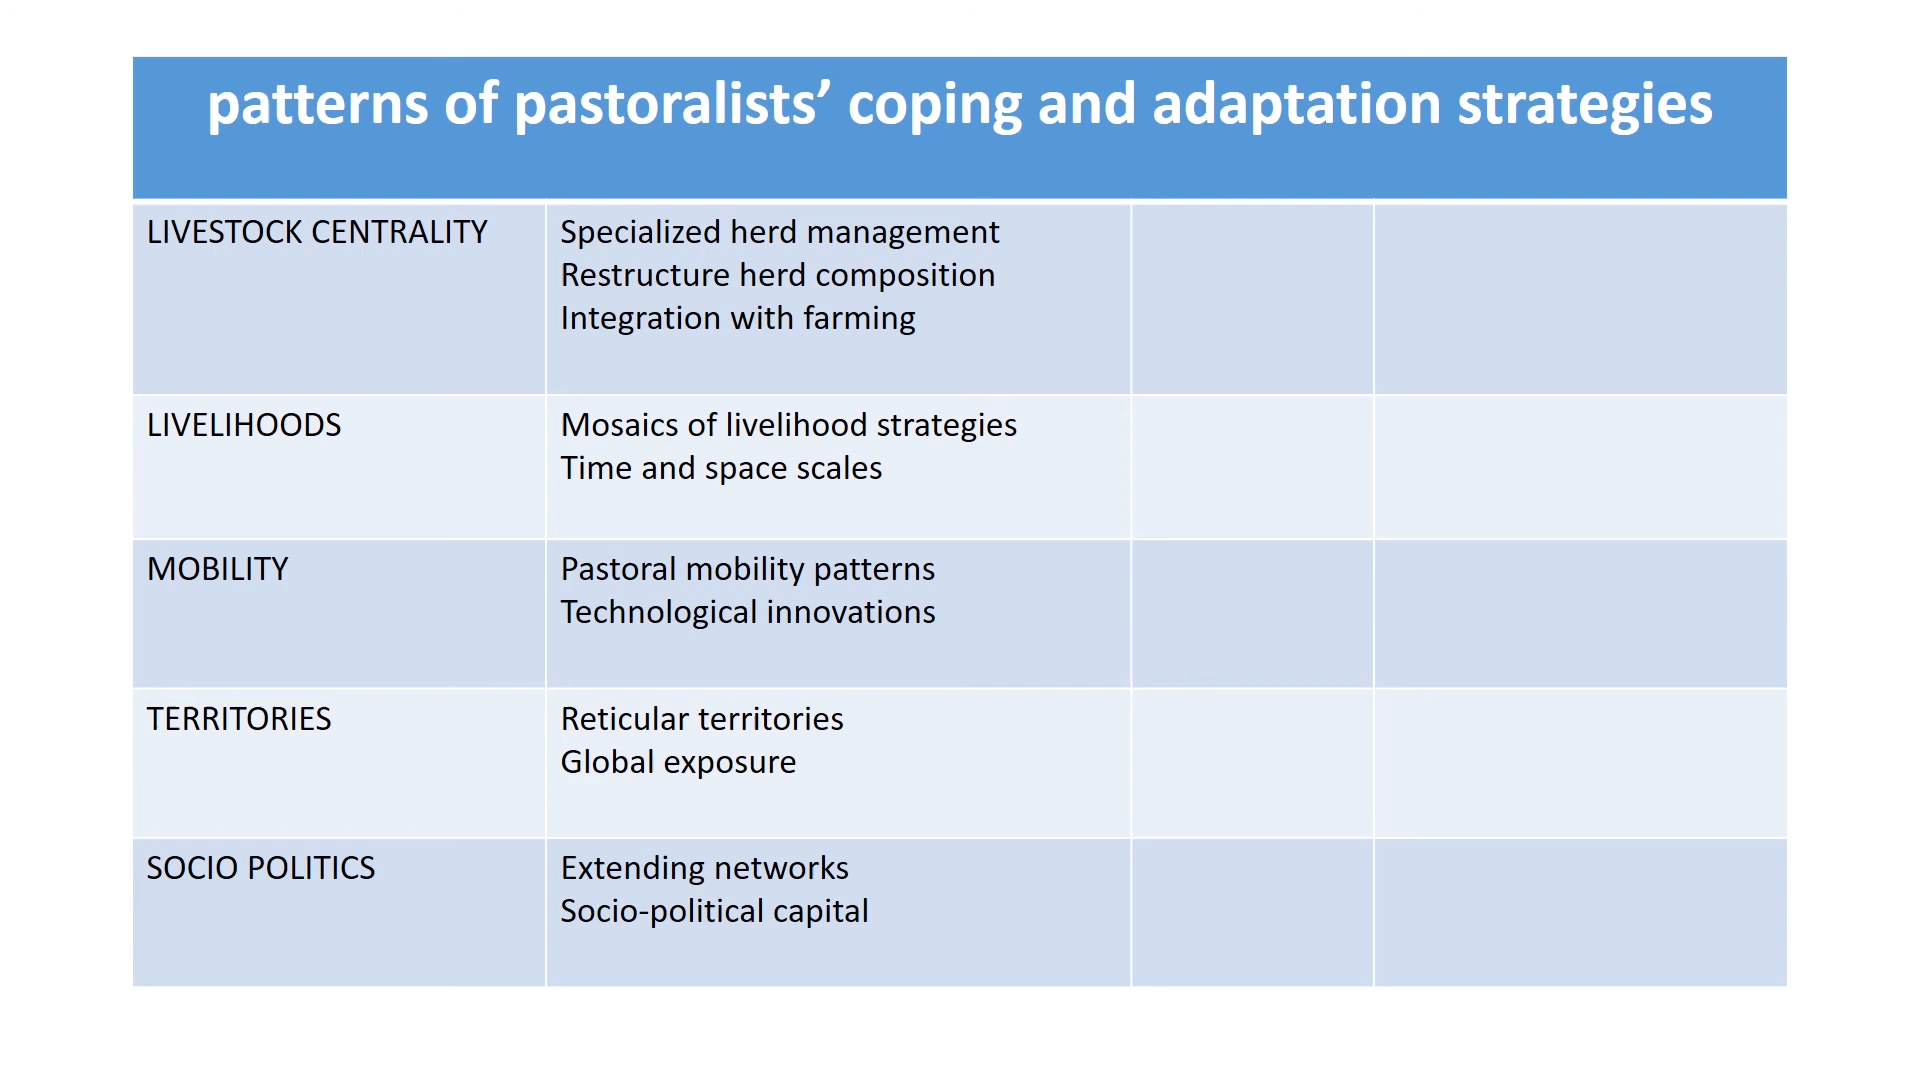 patterns of pastoralists’ coping and adaptation strategies
LIVESTOCK CENTRALITY
Specialized herd management
Restructure herd composition
Integration with farming
LIVELIHOODS
Mosaics of livelihood strategies
Time and space scales
MOBILITY
Pastoral mobility patterns
Technological innovations
TERRITORIES
Reticular territories
Global exposure
SOCIO POLITICS
Extending networks
Socio-political capital